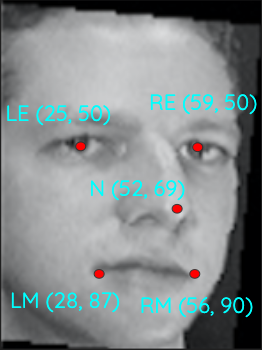 LE (25, 50)
RE (59, 50)
N (52, 69)
LM (28, 87)
RM (56, 90)